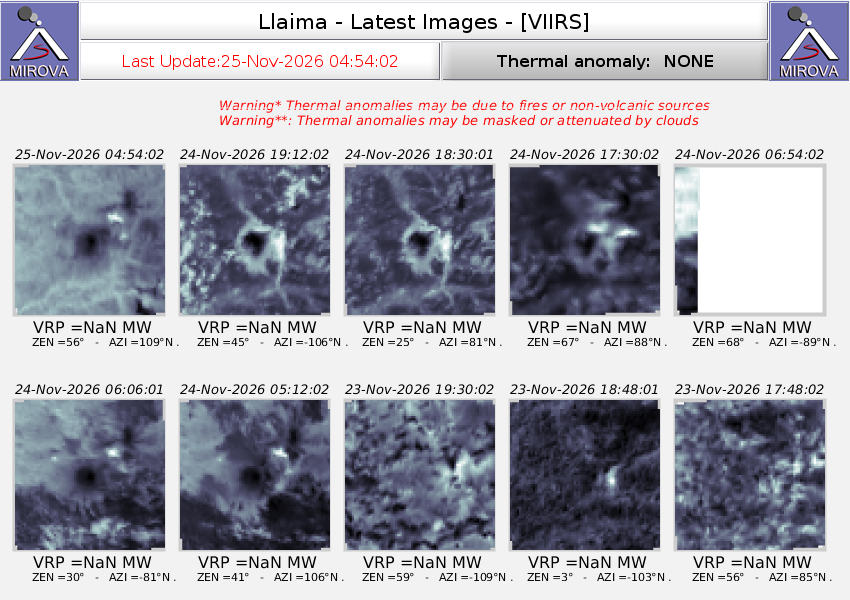 Llaima - Latest Images - [VIIRS]
MIROVA
Last Update:25-Nov-2026 04:54:02
Thermal anomaly: NONE
MIROVA
Warning* Thermal anomalies may be due to fires or non-volcanic sources
Warning**: Thermal anomalies may be masked or attenuated by clouds
25-Nov-2026 04:54:02 24-Nov-2026 19:12:02 24-Nov-2026 18:30:01 24-Nov-2026 17:30:02 24-Nov-2026 06:54:02
VRP =NaN MW VRP =NaN MW VRP =NaN MW VRP =NaN MW VRP =NaN MW
ZEN =56° - AZI =109°N . ZEN =45° - AZI =-106°N . ZEN =25° - AZI =81°N . ZEN =67° - AZI =88°N . ZEN =68° - AZI =-89°N .
24-Nov-2026 06:06:01 24-Nov-2026 05:12:02 23-Nov-2026 19:30:02 23-Nov-2026 18:48:01 23-Nov-2026 17:48:02
VRP =NaN MW VRP =NaN MW VRP =NaN MW VRP =NaN MW VRP =NaN MW
ZEN =30° - AZI =-81°N . ZEN =41° - AZI =106°N . ZEN =59° - AZI =-109°N . ZEN =3° - AZI =-103°N . ZEN =56° - AZI =85°N .